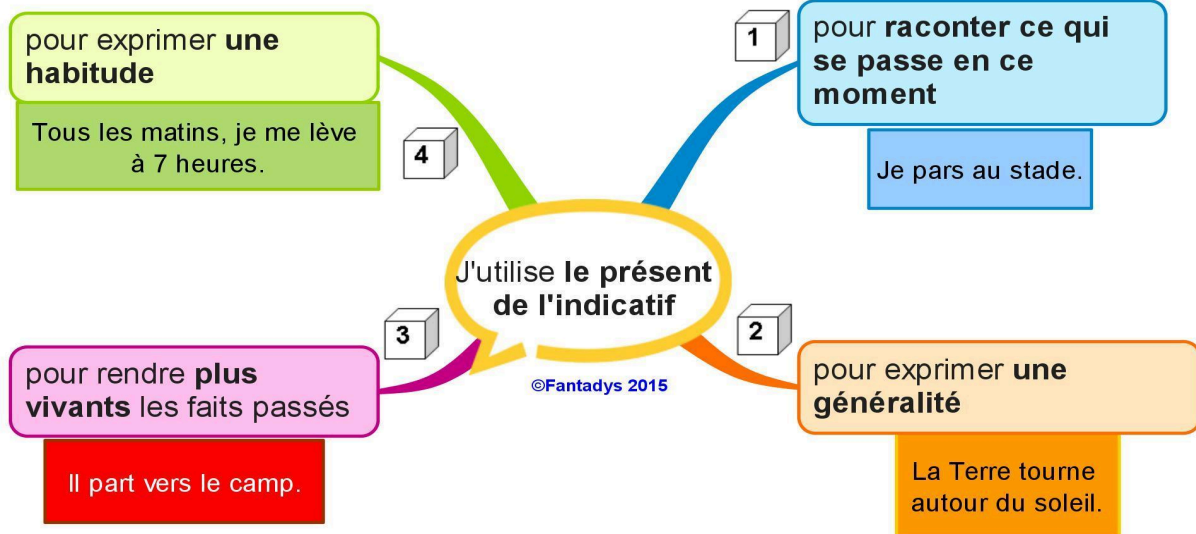 J'utilise le présent
de l'indicatif
1
pour raconter ce qui
se passe en ce
moment
Je pars au stade.
2
pour exprimer une
généralité
La Terre tourne
autour du soleil.
3
pour rendre plus
vivants les faits passés
Il part vers le camp.
4
pour exprimer une
habitude
Tous les matins, je me lève
à 7 heures.
©Fantadys 2015